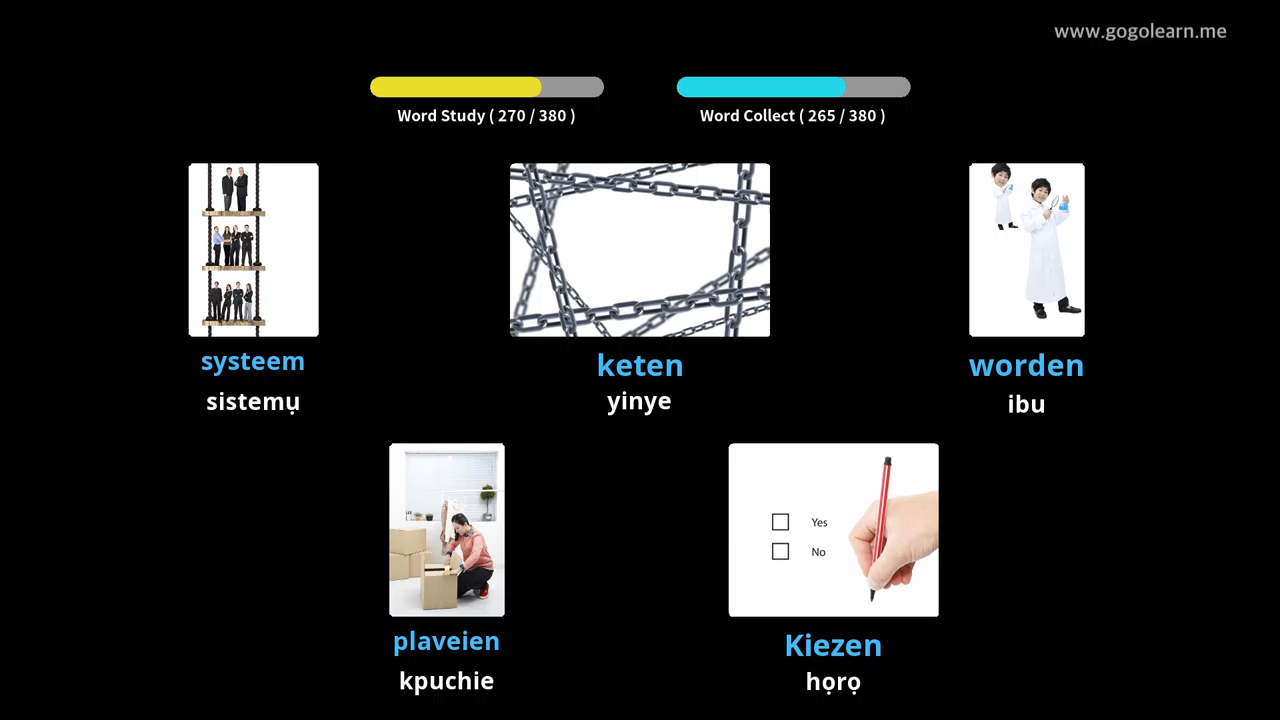 www.gogolearn.me
Word Study ( 270 / 380 )
Word Collect ( 265 / 380 )
systeem
keten
worden
sistemụ
yinye
ibu
Yes
No
plaveien
Kiezen
kpuchie
họrọ